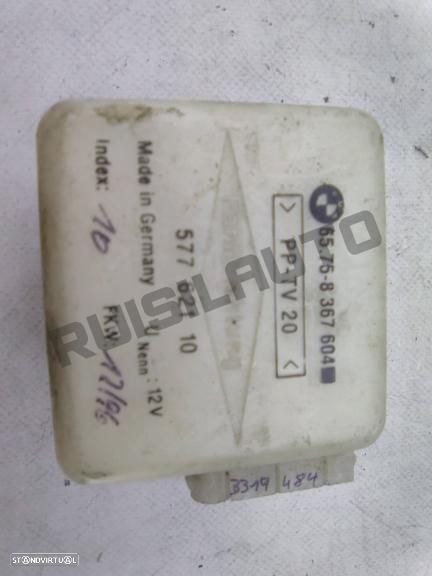 65.75-8 367 604
> PP-TV 20 <
577 621 10
Made in Germany U Nenn: 12V
Index: 10 FKW: 12/96
3319 484
RUISILAUTO
STANDVIRTUAL